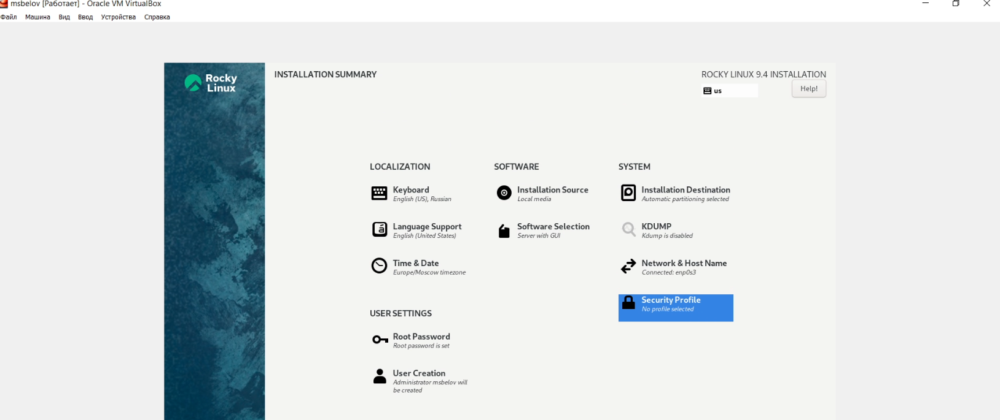 msbelov [Работает] - Oracle VM VirtualBox
Файл Машина Вид Ввод Устройства Справка
Rocky
Linux
INSTALLATION SUMMARY
ROCKY LINUX 9.4 INSTALLATION
us
Help!
LOCALIZATION
Keyboard
English (US), Russian
Language Support
English (United States)
Time & Date
Europe/Moscow timezone
SOFTWARE
Installation Source
Local media
Software Selection
Server with GUI
SYSTEM
Installation Destination
Automatic partitioning selected
KDUMP
Kdump is disabled
Network & Host Name
Connected: enp0s3
Security Profile
No profile selected
USER SETTINGS
Root Password
Root password is set
User Creation
Administrator msbelov will
be created